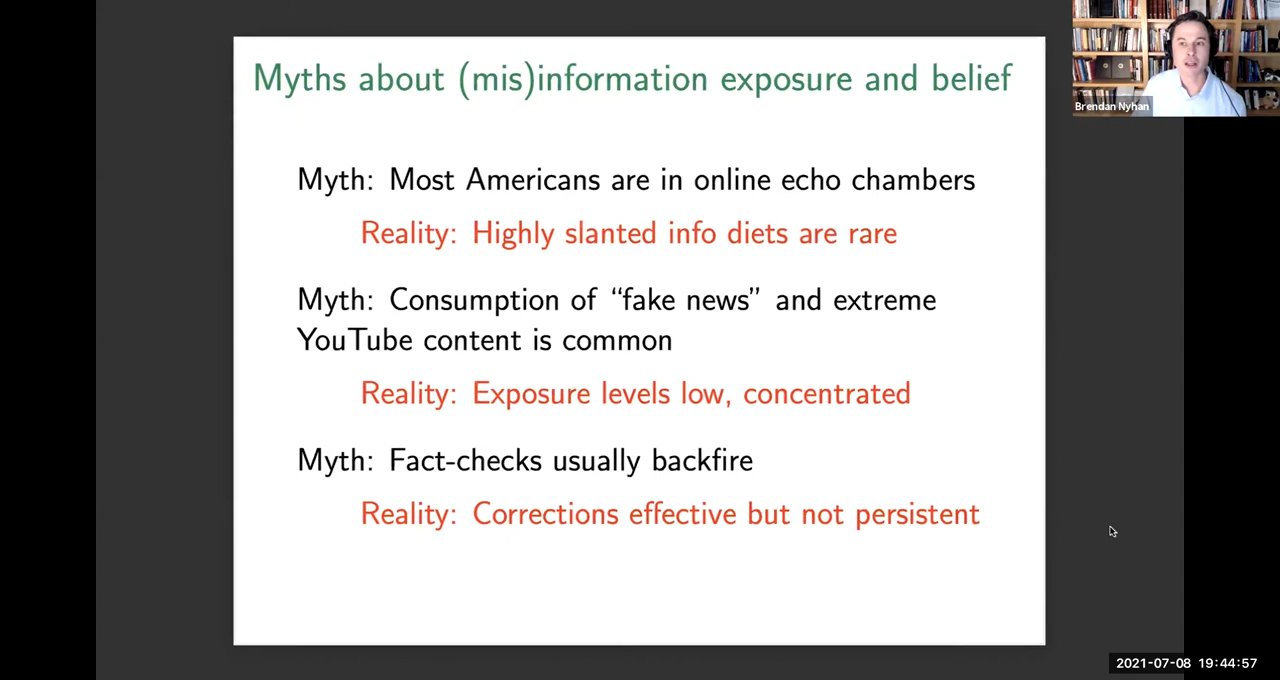 Myths about (mis)information exposure and belief
Myth: Most Americans are in online echo chambers
Reality: Highly slanted info diets are rare
Myth: Consumption of “fake news” and extreme
YouTube content is common
Reality: Exposure levels low, concentrated
Myth: Fact-checks usually backfire
Reality: Corrections effective but not persistent
Brendan Nyhan
2021-07-08 19:44:57